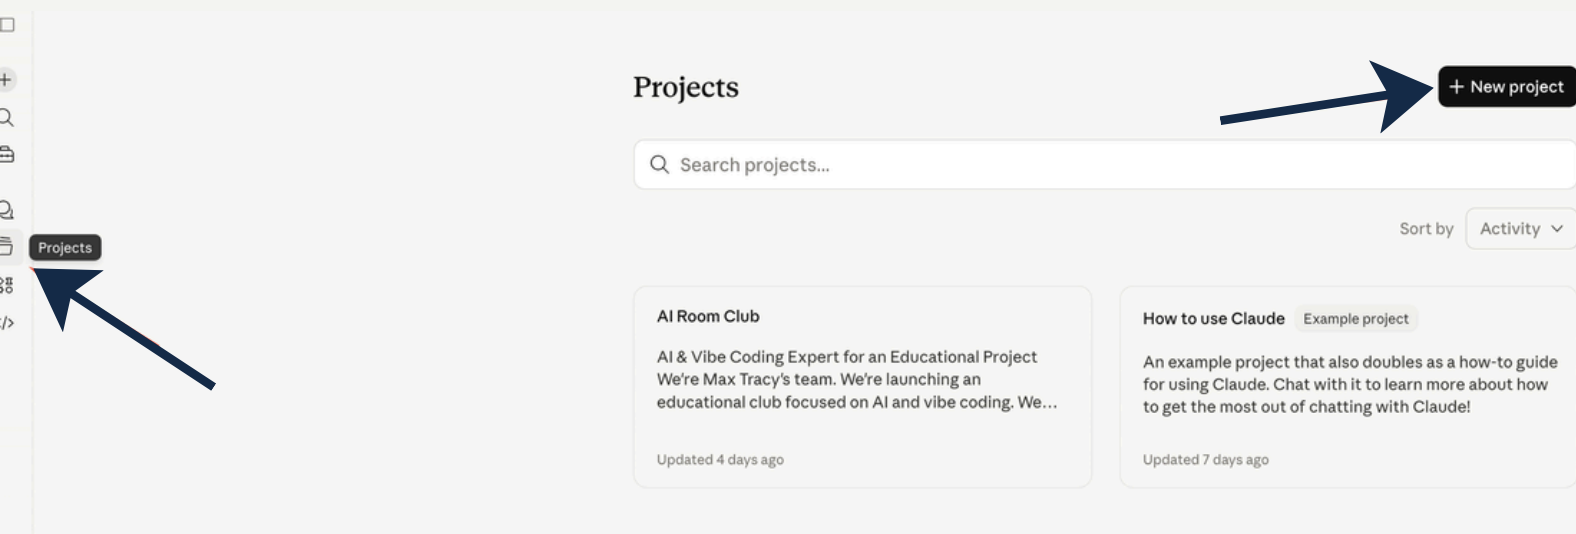 Projects
+ New project
Search projects...
Sort by
Activity
Projects
AI Room Club
AI & Vibe Coding Expert for an Educational Project
We're Max Tracy's team. We're launching an
educational club focused on AI and vibe coding. We...
Updated 4 days ago
How to use Claude
Example project
An example project that also doubles as a how-to guide
for using Claude. Chat with it to learn more about how
to get the most out of chatting with Claude!
Updated 7 days ago